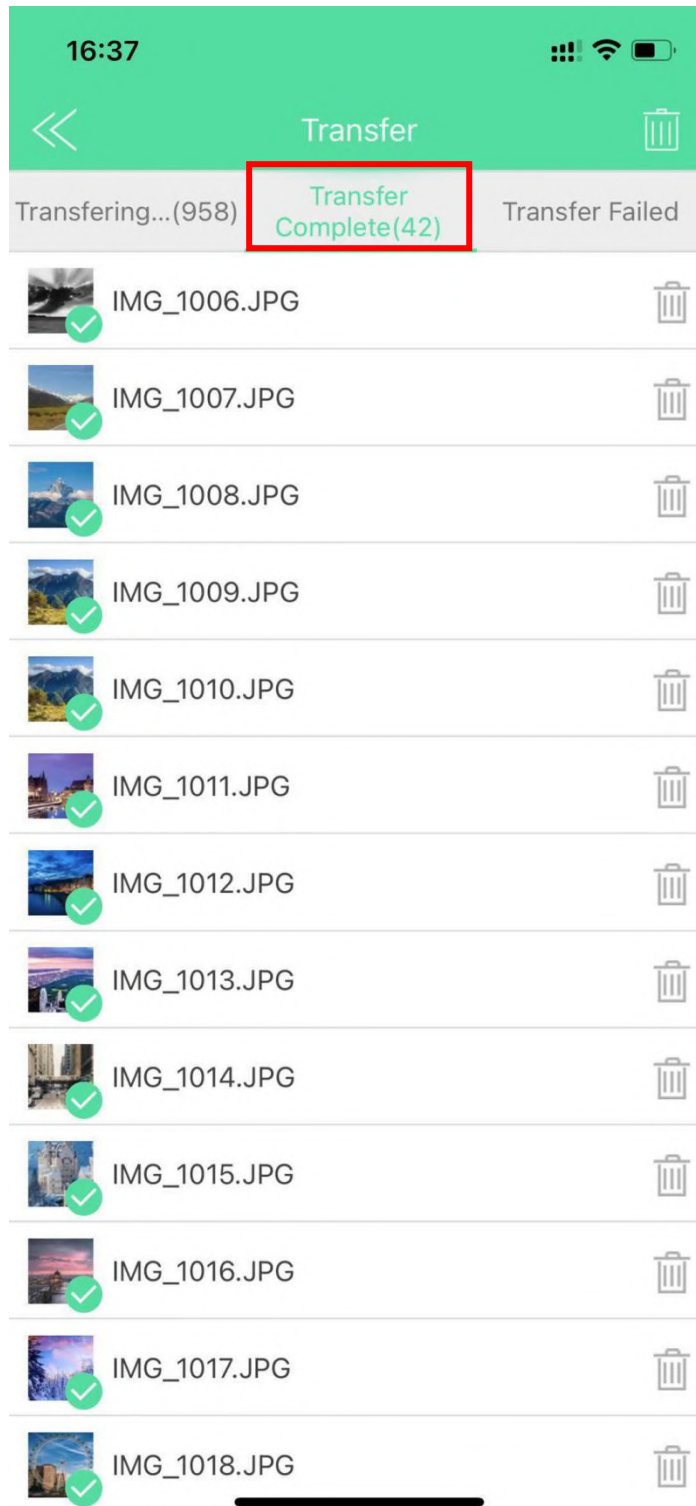 16:37
Transfer
Transfering...(958)
Transfer
Complete(42)
Transfer Failed
IMG_1006.JPG
IMG_1007.JPG
IMG_1008.JPG
IMG_1009.JPG
IMG_1010.JPG
IMG_1011.JPG
IMG_1012.JPG
IMG_1013.JPG
IMG_1014.JPG
IMG_1015.JPG
IMG_1016.JPG
IMG_1017.JPG
IMG_1018.JPG